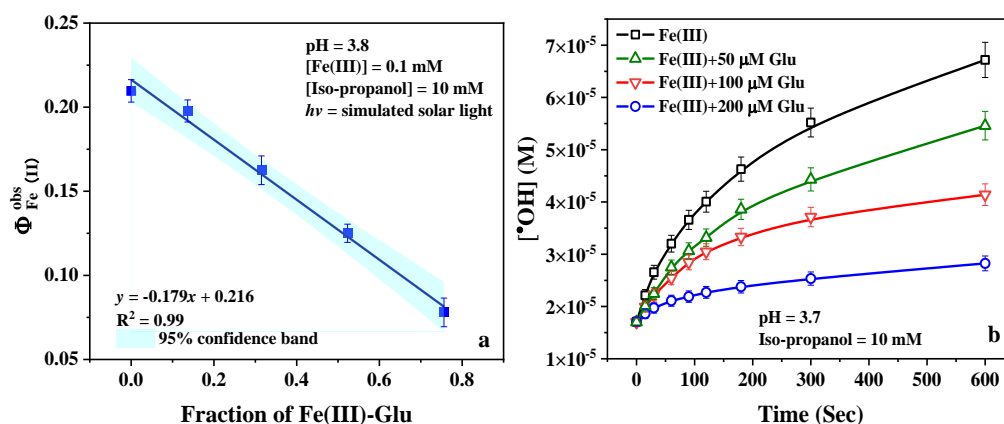 0.25
0.20
0.15
0.10
0.05
Φ^obs_Fe (II)
pH = 3.8
[Fe(III)] = 0.1 mM
[Iso-propanol] = 10 mM
hν = simulated solar light
y = -0.179x + 0.216
R² = 0.99
95% confidence band
a
0.0 0.2 0.4 0.6 0.8
Fraction of Fe(III)-Glu
7×10⁻⁵
6×10⁻⁵
5×10⁻⁵
4×10⁻⁵
3×10⁻⁵
2×10⁻⁵
1×10⁻⁵
[•OH] (M)
Fe(III)
Fe(III)+50 μM Glu
Fe(III)+100 μM Glu
Fe(III)+200 μM Glu
pH = 3.7
Iso-propanol = 10 mM
b
0 100 200 300 400 500 600
Time (Sec)